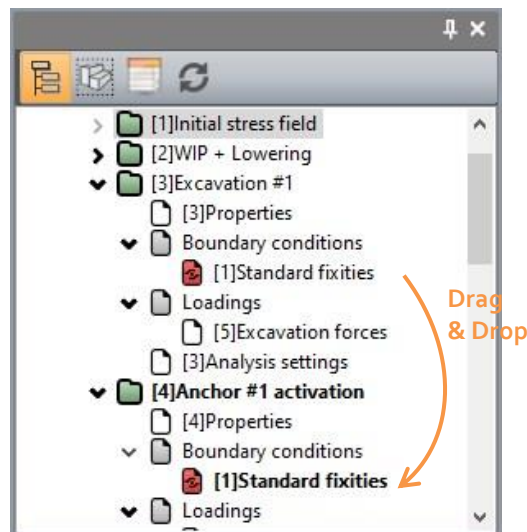 [1]Initial stress field
[2]WIP + Lowering
[3]Excavation #1
[3]Properties
Boundary conditions
[1]Standard fixities
Loadings
[5]Excavation forces
[3]Analysis settings
Drag
& Drop
[4]Anchor #1 activation
[4]Properties
Boundary conditions
[1]Standard fixities
Loadings